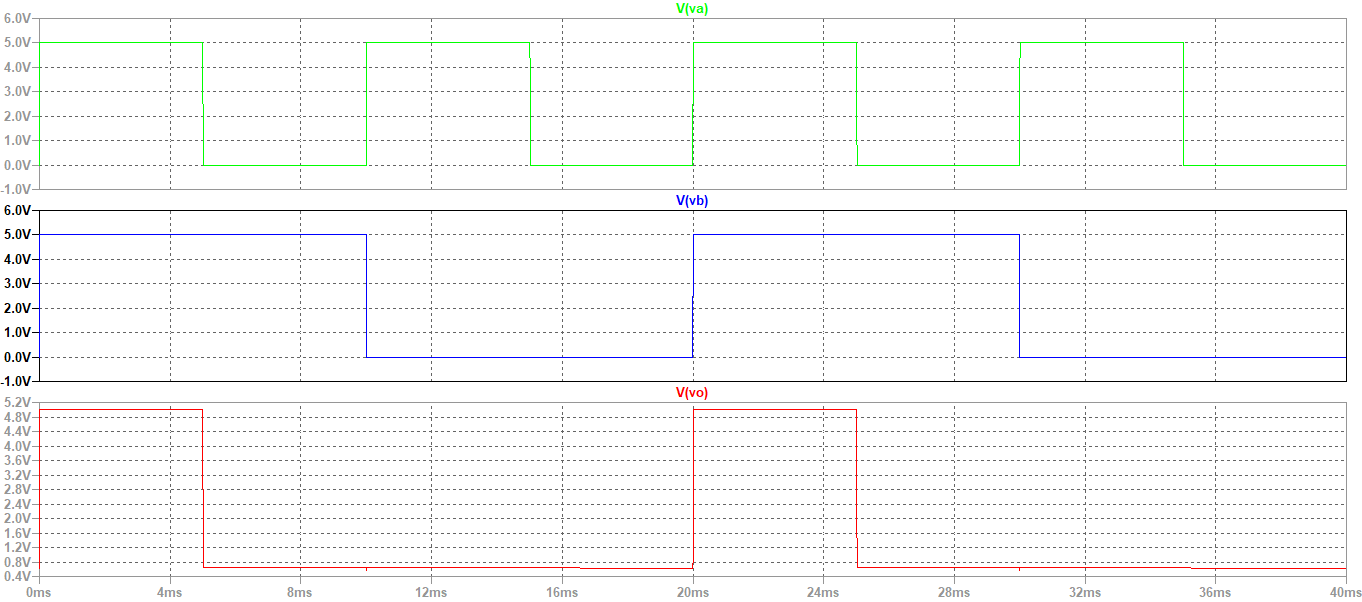 V(va)
6.0V
5.0V
4.0V
3.0V
2.0V
1.0V
0.0V
-1.0V
V(vb)
6.0V
5.0V
4.0V
3.0V
2.0V
1.0V
0.0V
-1.0V
V(vo)
5.2V
4.8V
4.4V
4.0V
3.6V
3.2V
2.8V
2.4V
2.0V
1.6V
1.2V
0.8V
0.4V
0ms 4ms 8ms 12ms 16ms 20ms 24ms 28ms 32ms 36ms 40ms